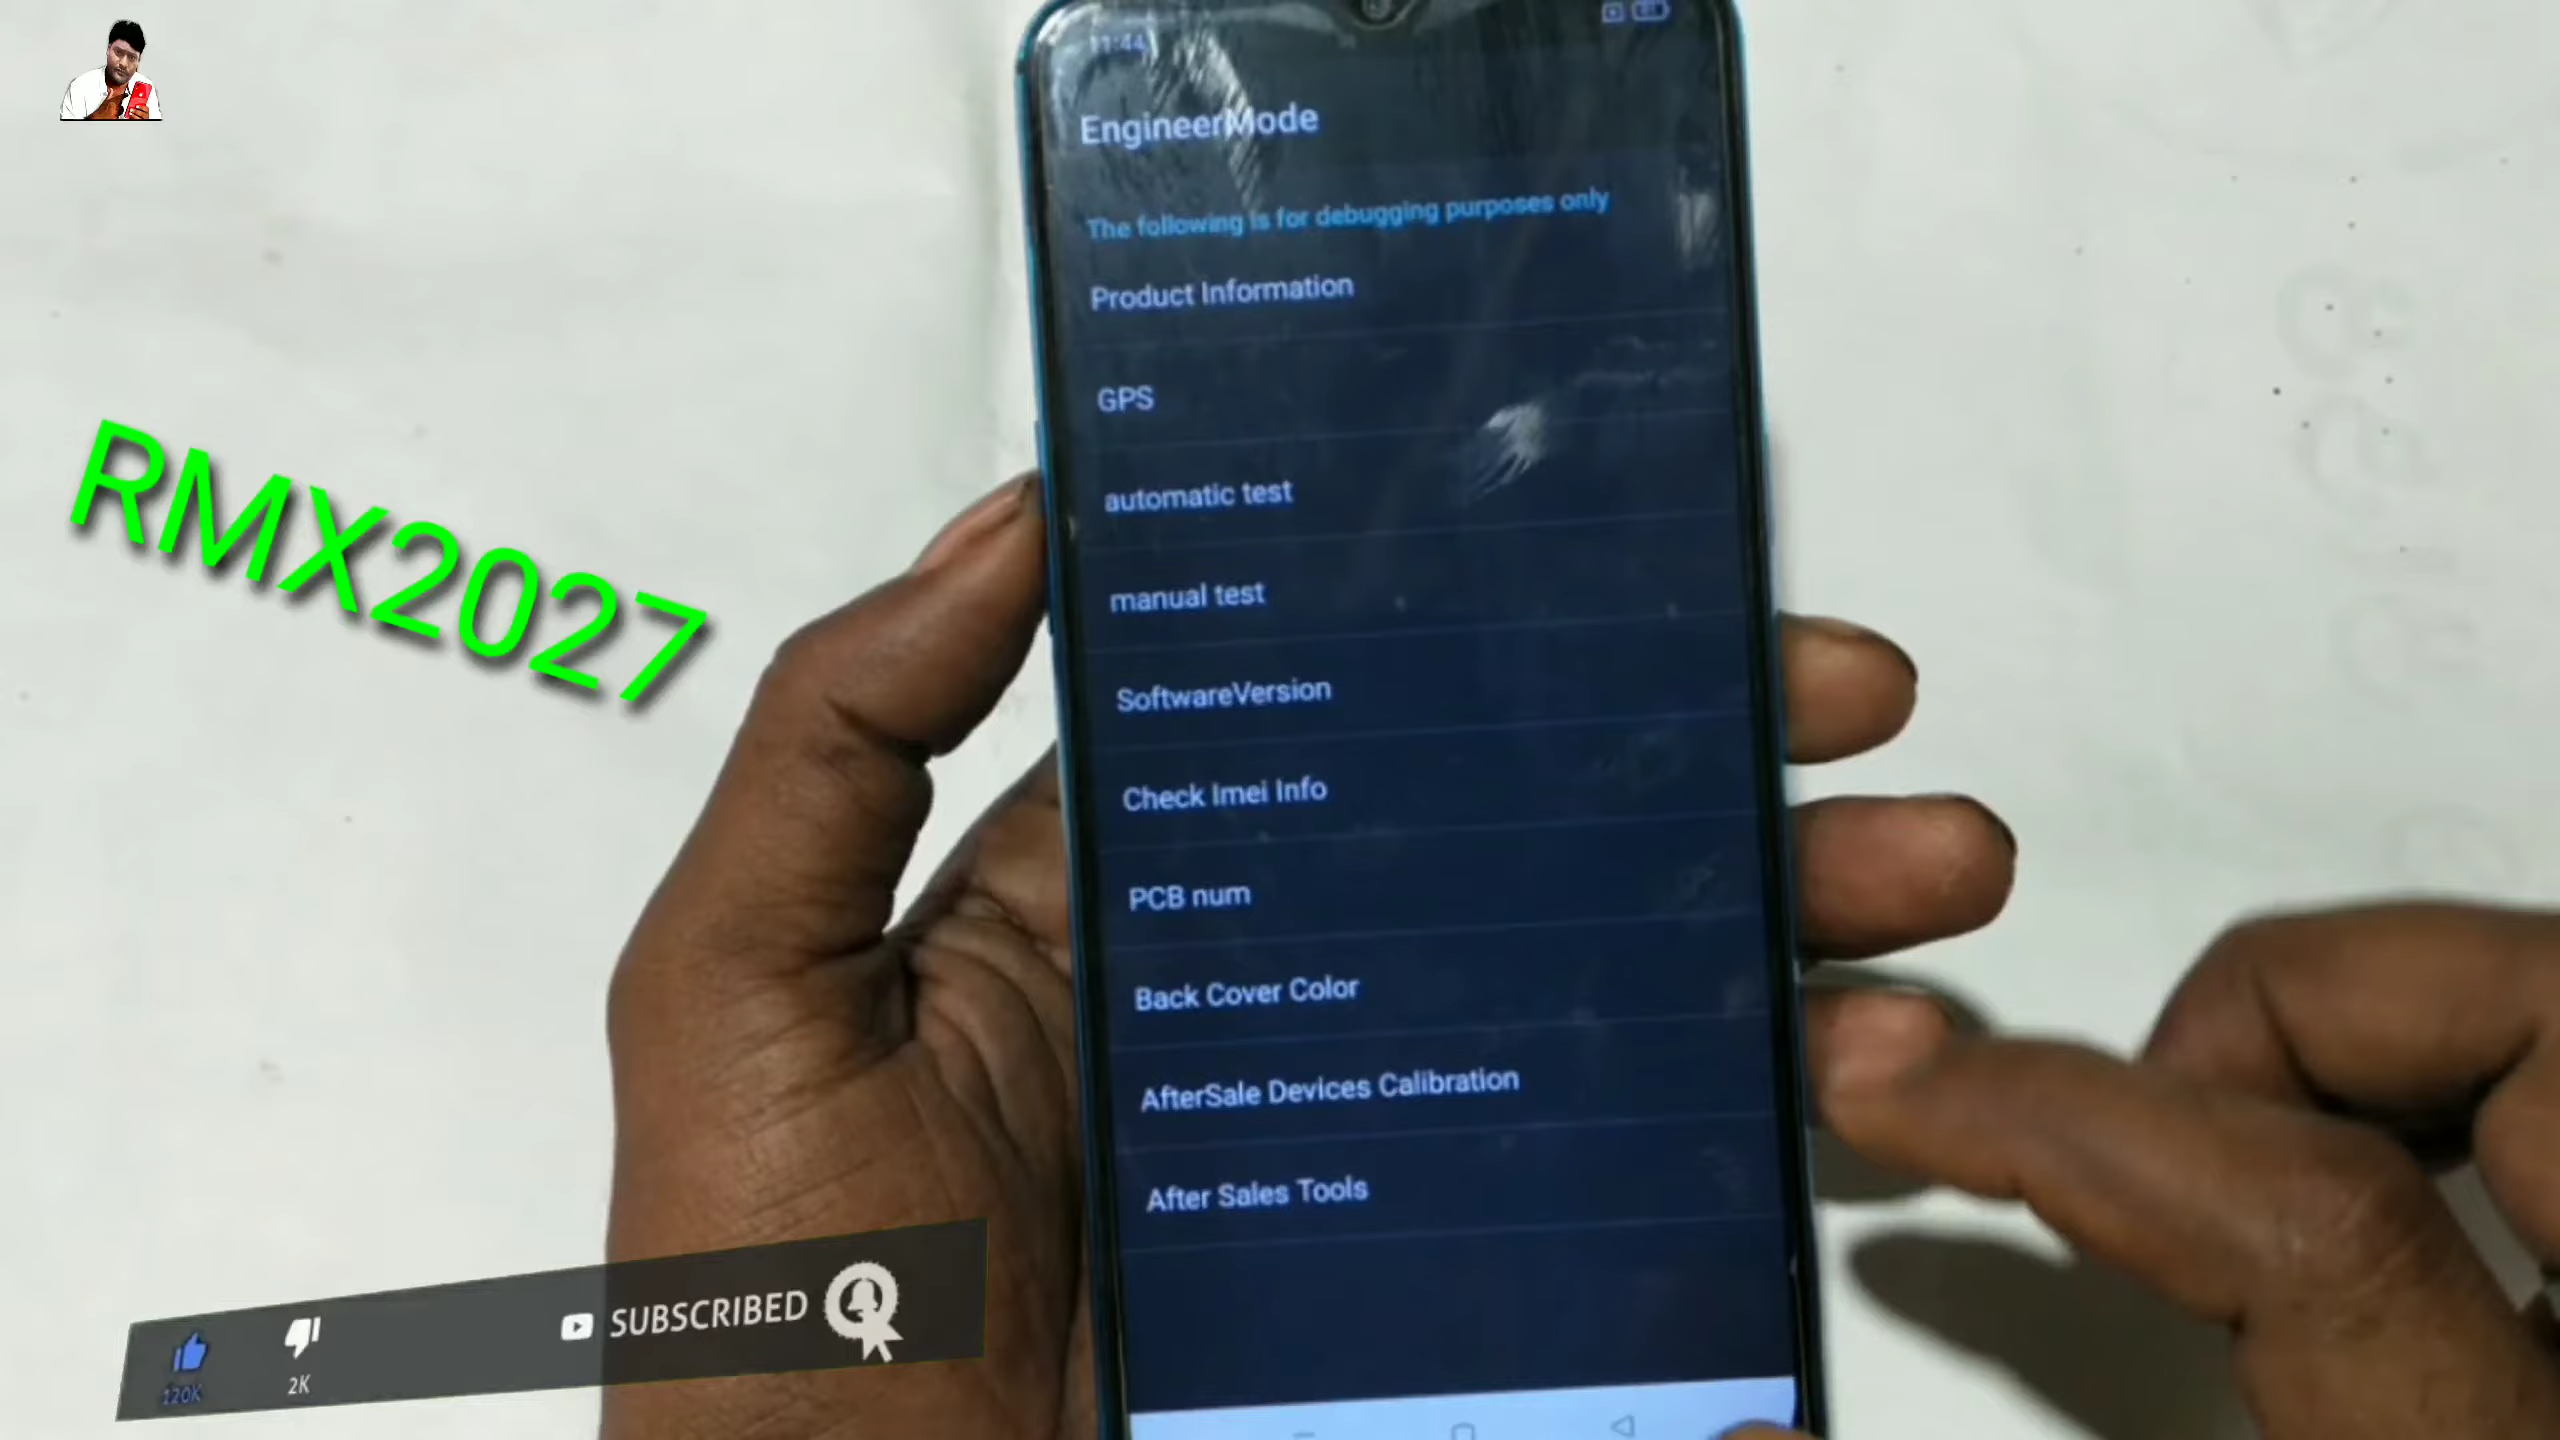 11:44
EngineerMode
The following is for debugging purposes only
Product Information
GPS
automatic test
manual test
SoftwareVersion
Check Imei Info
PCB num
Back Cover Color
AfterSale Devices Calibration
After Sales Tools
RMX2027
120K
2K
SUBSCRIBED